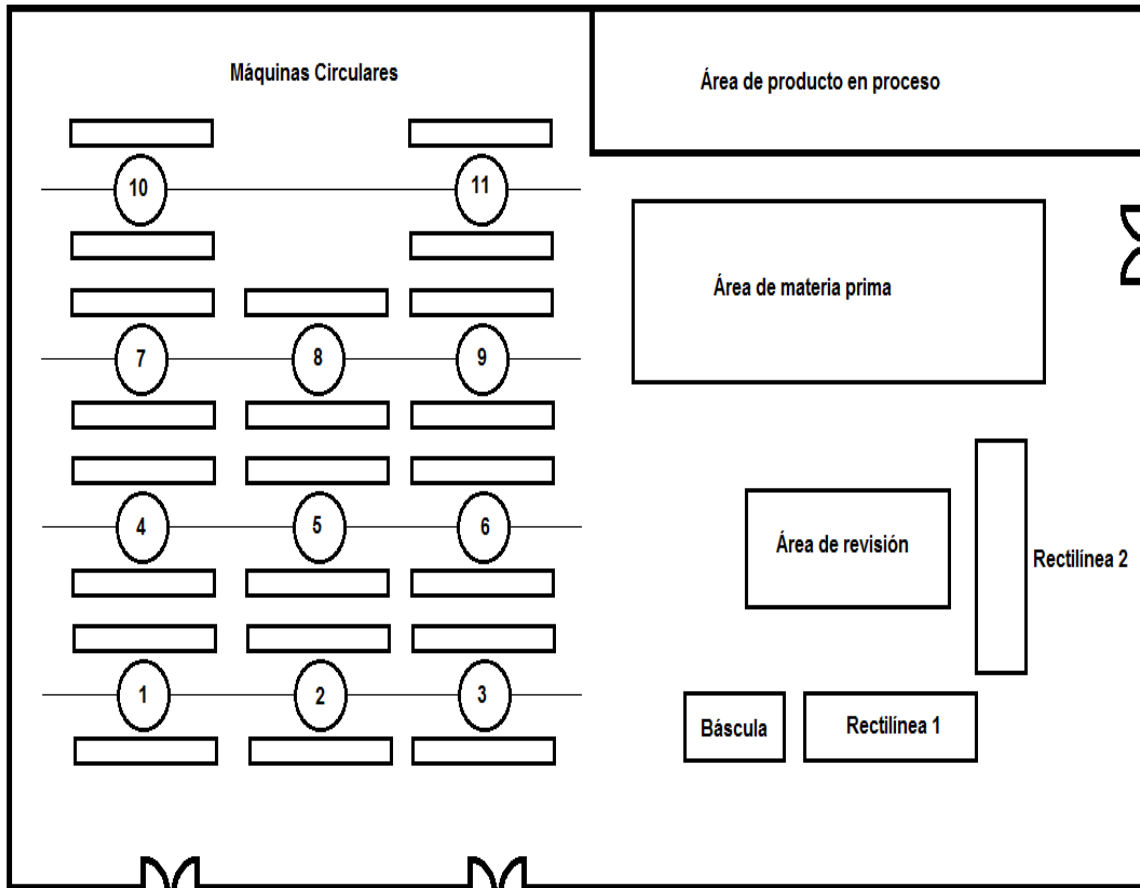 Máquinas Circulares
Área de producto en proceso
10
11
Área de materia prima
7
8
9
4
5
6
Área de revisión
Rectilínea 2
1
2
3
Báscula
Rectilínea 1